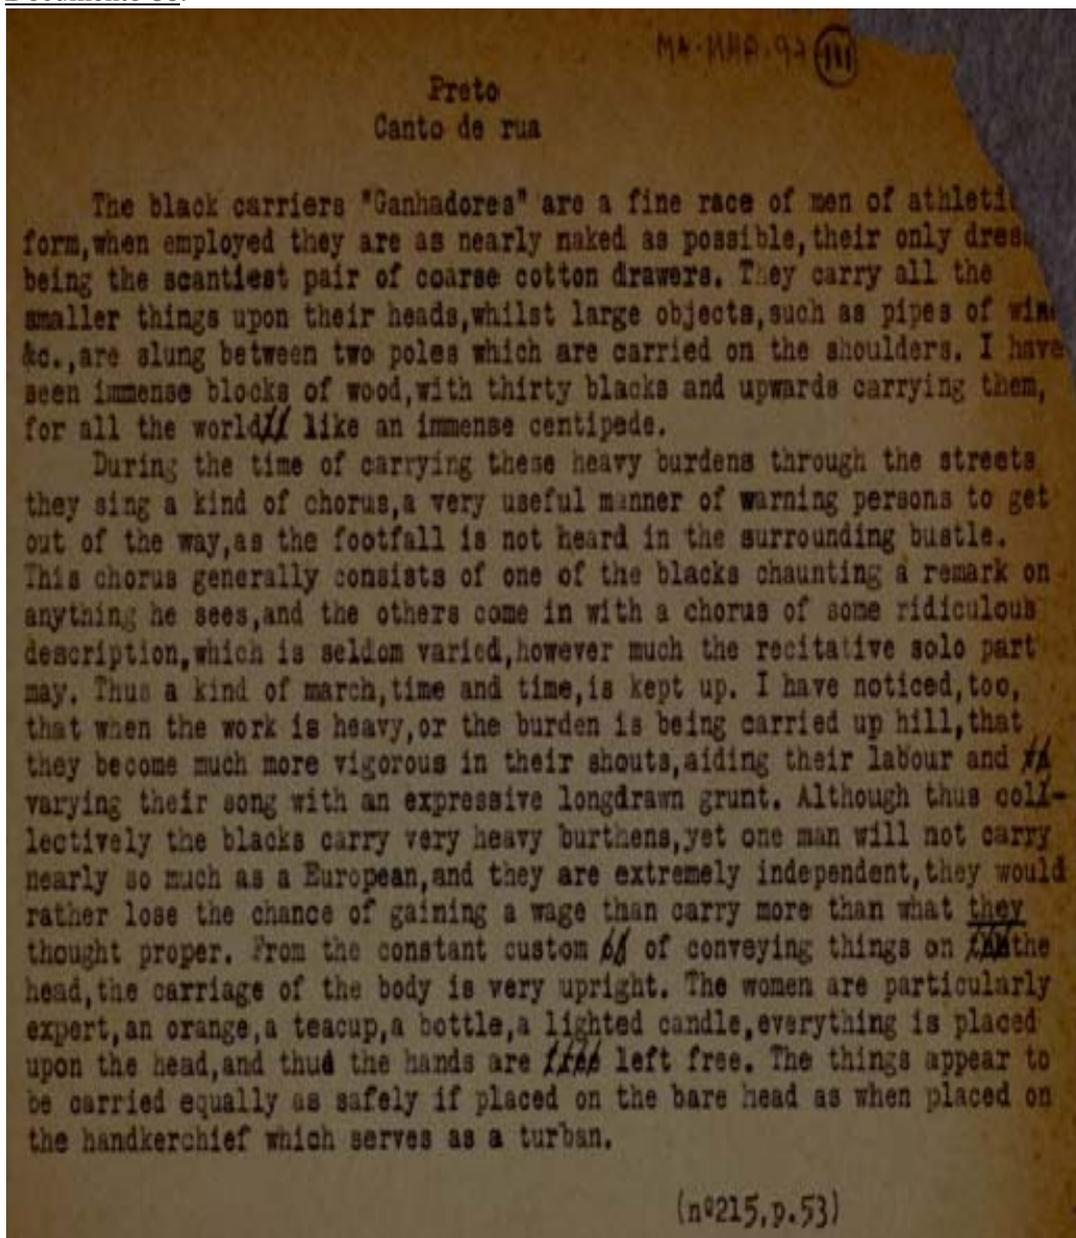 MA-MMA-97 (111)
Preto
Canto de rua
The black carriers "Ganhadores" are a fine race of men of athleti
form,when employed they are as nearly naked as possible,their only dres
being the scantiest pair of coarse cotton drawers. They carry all the
smaller things upon their heads,whilst large objects,such as pipes of wine
&c.,are slung between two poles which are carried on the shoulders. I have
seen immense blocks of wood,with thirty blacks and upwards carrying them,
for all the world like an immense centipede.
During the time of carrying these heavy burdens through the streets
they sing a kind of chorus,a very useful manner of warning persons to get
out of the way,as the footfall is not heard in the surrounding bustle.
This chorus generally consists of one of the blacks chaunting a remark on
anything he sees,and the others come in with a chorus of some ridiculous
description,which is seldom varied,however much the recitative solo part
may. Thus a kind of march,time and time,is kept up. I have noticed,too,
that when the work is heavy,or the burden is being carried up hill,that
they become much more vigorous in their shouts,aiding their labour and
varying their song with an expressive longdrawn grunt. Although thus coll-
lectively the blacks carry very heavy burthens,yet one man will not carry
nearly so much as a European,and they are extremely independent,they would
rather lose the chance of gaining a wage than carry more than what they
thought proper. From the constant custom of conveying things on the
head,the carriage of the body is very upright. The women are particularly
expert,an orange,a teacup,a bottle,a lighted candle,everything is placed
upon the head,and thus the hands are left free. The things appear to
be carried equally as safely if placed on the bare head as when placed on
the handkerchief which serves as a turban.
(nº215,p.53)